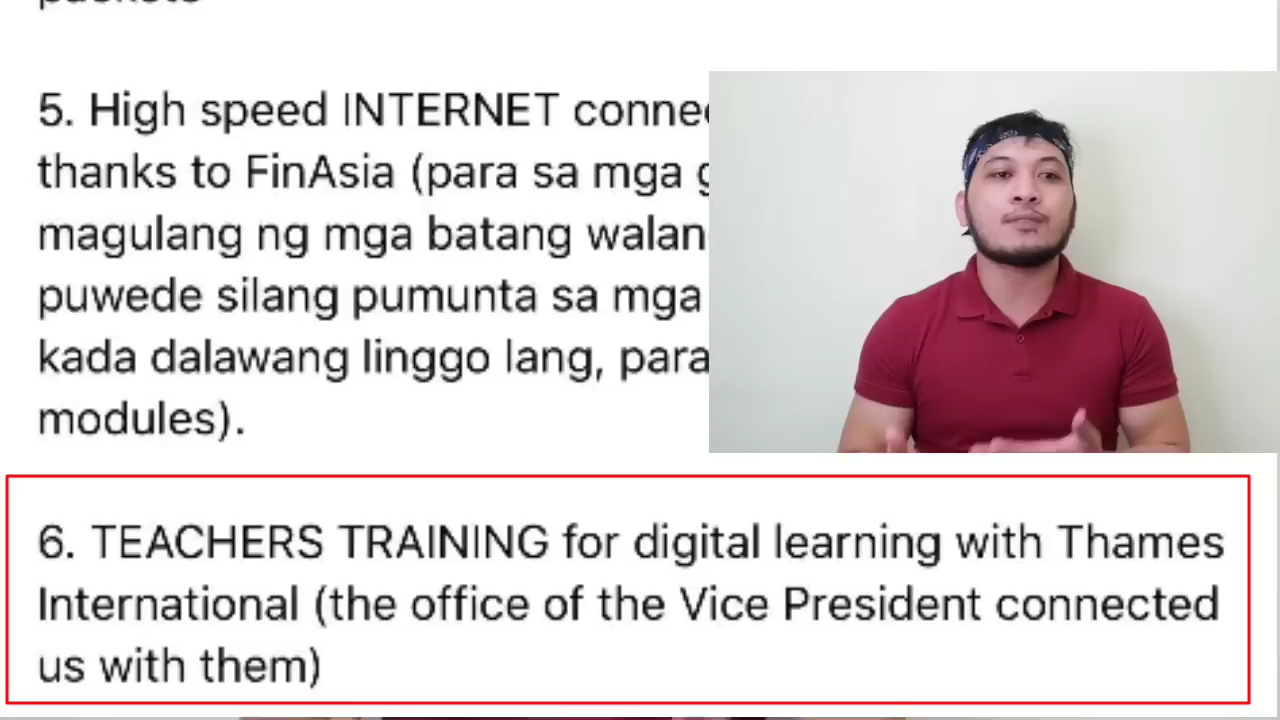 5. High speed INTERNET
thanks to FinAsia (para sa mga
magulang ng mga batang
puwede silang pumunta sa mga
kada dalawang linggo lang, para
modules).
6. TEACHERS TRAINING for digital learning with Thames
International (the office of the Vice President connected
us with them)